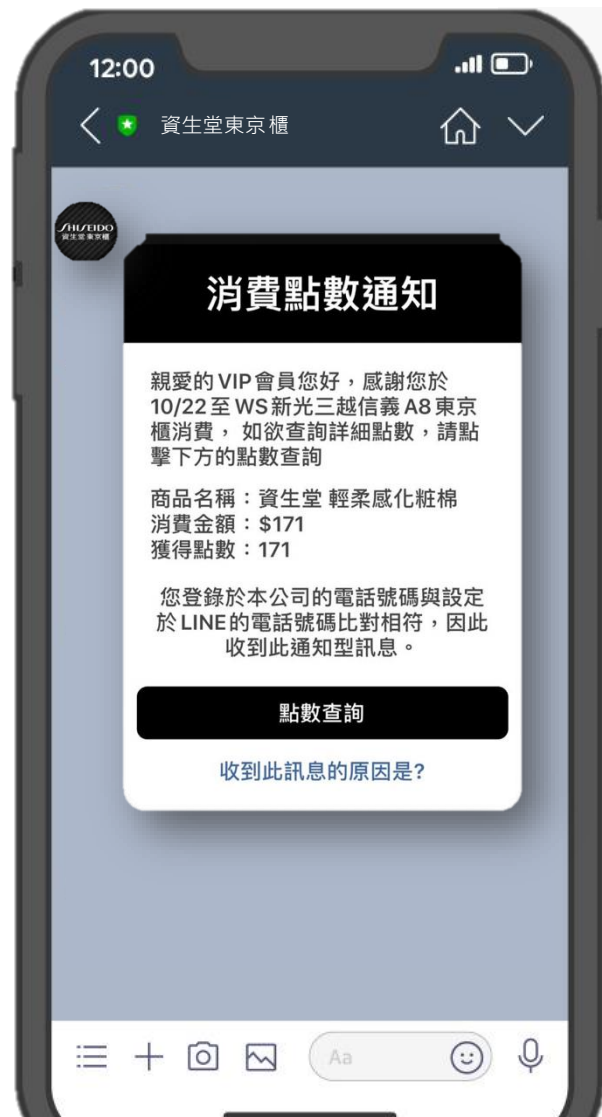 12:00
資生堂東京櫃
SHISEIDO
資生堂東京櫃
消費點數通知
親愛的VIP會員您好，感謝您於
10/22至WS新光三越信義A8東京
櫃消費， 如欲查詢詳細點數，請點
擊下方的點數查詢
商品名稱：資生堂 輕柔感化粧棉
消費金額：$171
獲得點數：171
您登錄於本公司的電話號碼與設定
於LINE的電話號碼比對相符，因此
收到此通知型訊息。
點數查詢
收到此訊息的原因是?
Aa